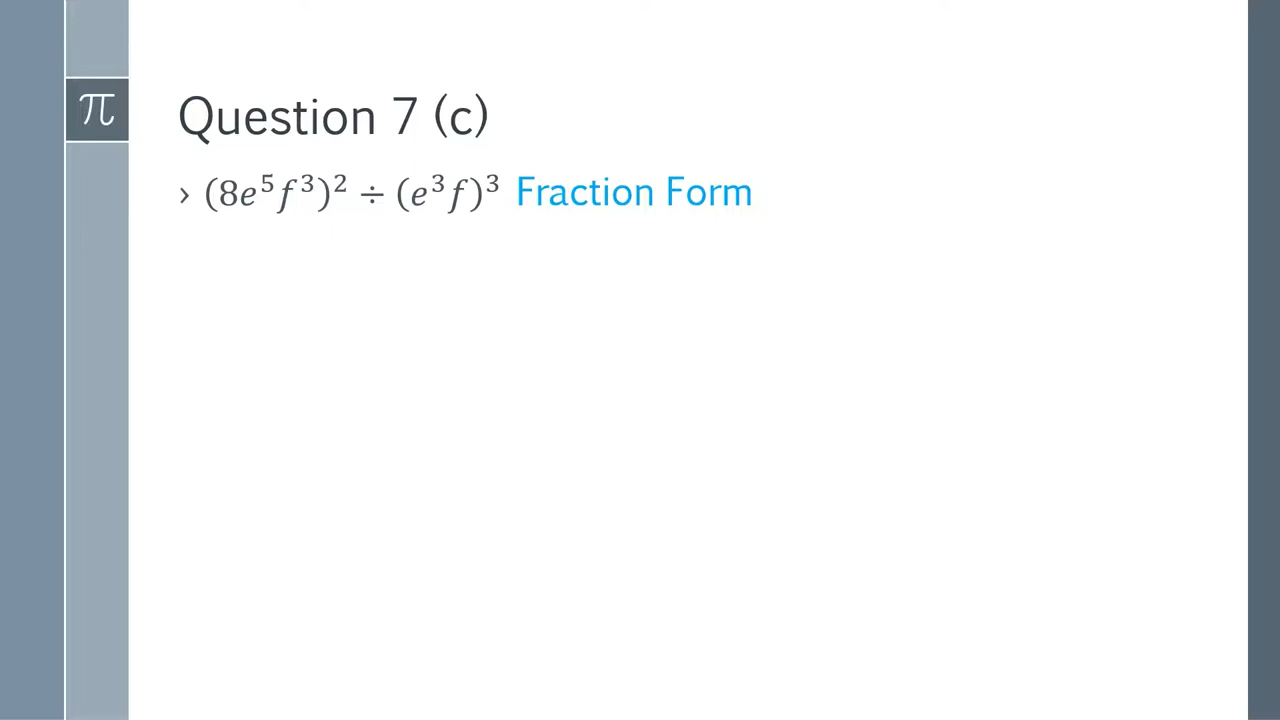 π
Question 7 (c)
› (8e⁵f³)² ÷ (e³f)³ Fraction Form